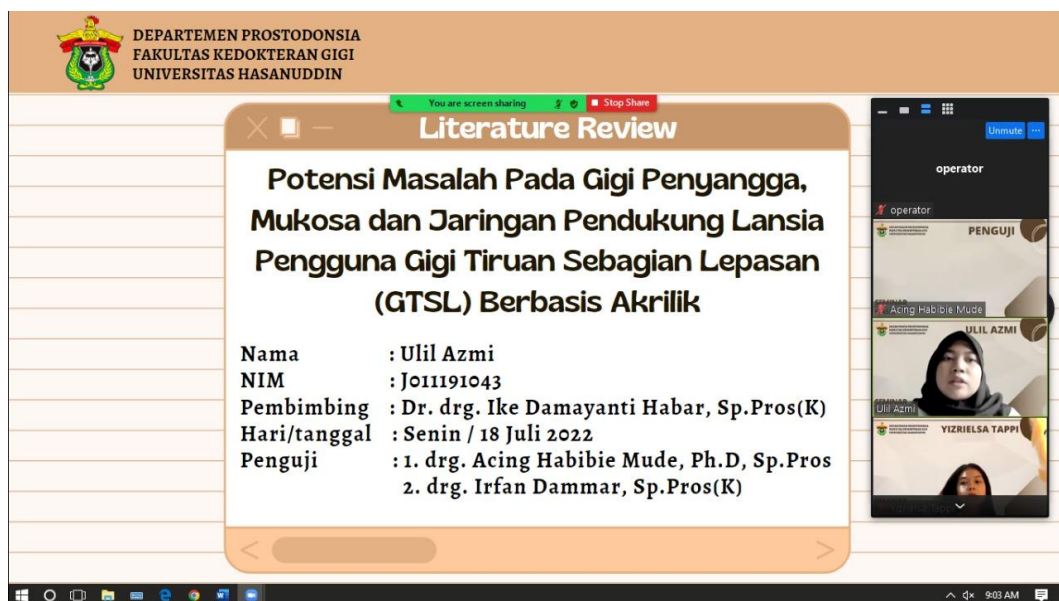 DEPARTEMEN PROSTODONSIA
FAKULTAS KEDOKTERAN GIGI
UNIVERSITAS HASANUDDIN
You are screen sharing
Stop Share
Literature Review
Potensi Masalah Pada Gigi Penyangga,
Mukosa dan Jaringan Pendukung Lansia
Pengguna Gigi Tiruan Sebagian Lepasan
(GTSL) Berbasis Akrilik
Nama : Ulil Azmi
NIM : J011191043
Pembimbing : Dr. drg. Ike Damayanti Habar, Sp.Pros(K)
Hari/tanggal : Senin / 18 Juli 2022
Penguji : 1. drg. Acing Habibie Mude, Ph.D, Sp.Pros
2. drg. Irfan Dammar, Sp.Pros(K)
Unmute
operator
operator
PENGUJI
Acing Habibie Mude
ULIL AZMI
Ulil Azmi
YIZRIELSA TAPPI
9:03 AM